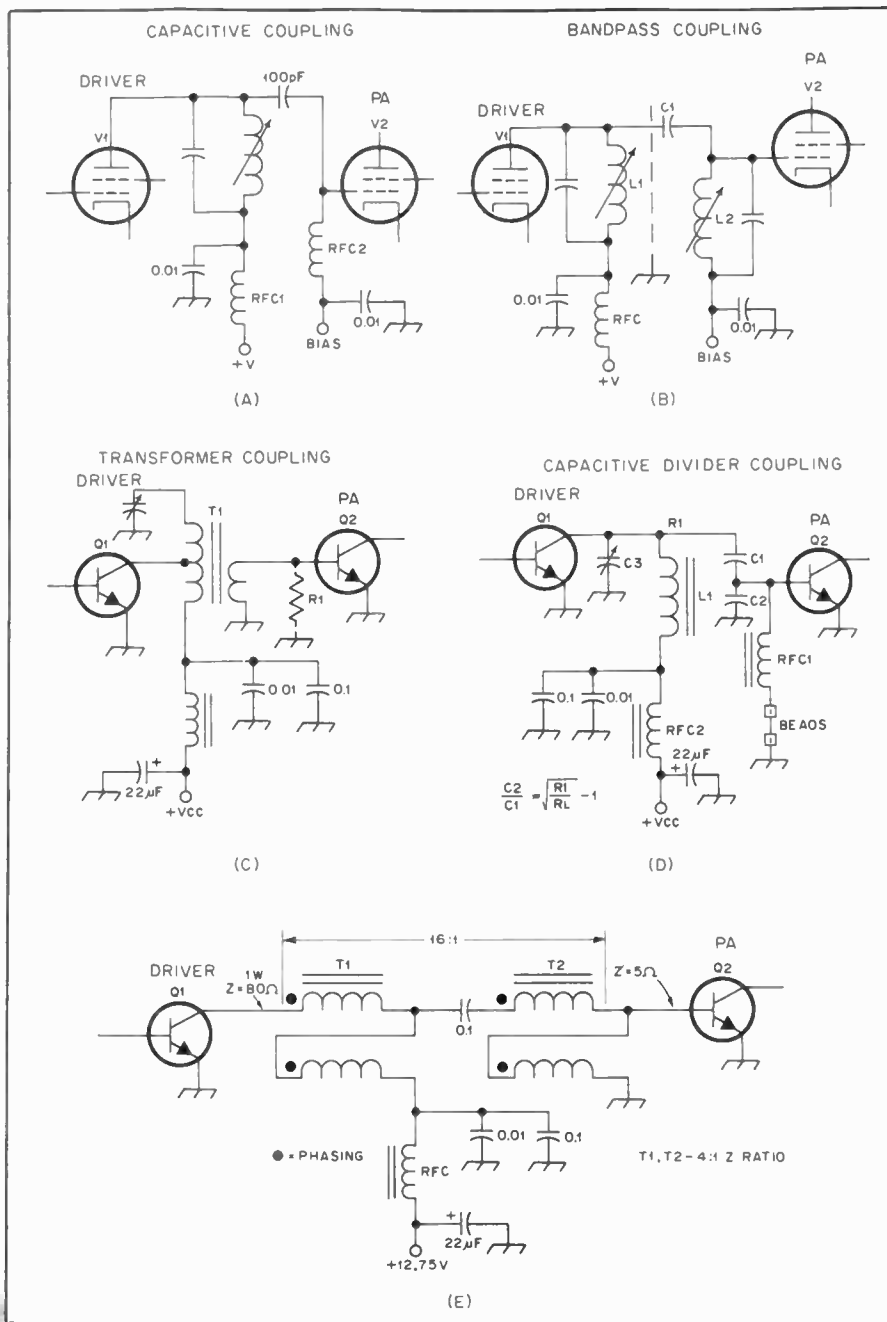 CAPACITIVE COUPLING
DRIVER
V1
100pF
PA
V2
0.01
RFC1
+V
RFC2
0.01
BIAS
(A)
BANDPASS COUPLING
DRIVER
V1
C1
PA
V2
L1
L2
0.01
RFC
+V
0.01
BIAS
(B)
TRANSFORMER COUPLING
DRIVER
T1
Q1
PA
Q2
R1
0.01
0.1
22µF
+
+VCC
(C)
CAPACITIVE DIVIDER COUPLING
DRIVER
Q1
R1
C3
C1
C2
PA
Q2
L1
RFC1
BEADS
0.1
0.01
RFC2
+
22µF
+VCC
C2/C1 = √R1/RL - 1
(D)
16:1
DRIVER
Q1
1W
Z=80Ω
T1
0.1
T2
Z=5Ω
PA
Q2
0.01
0.1
● = PHASING
RFC
T1, T2 - 4:1 Z RATIO
+
22µF
+12.75V
(E)